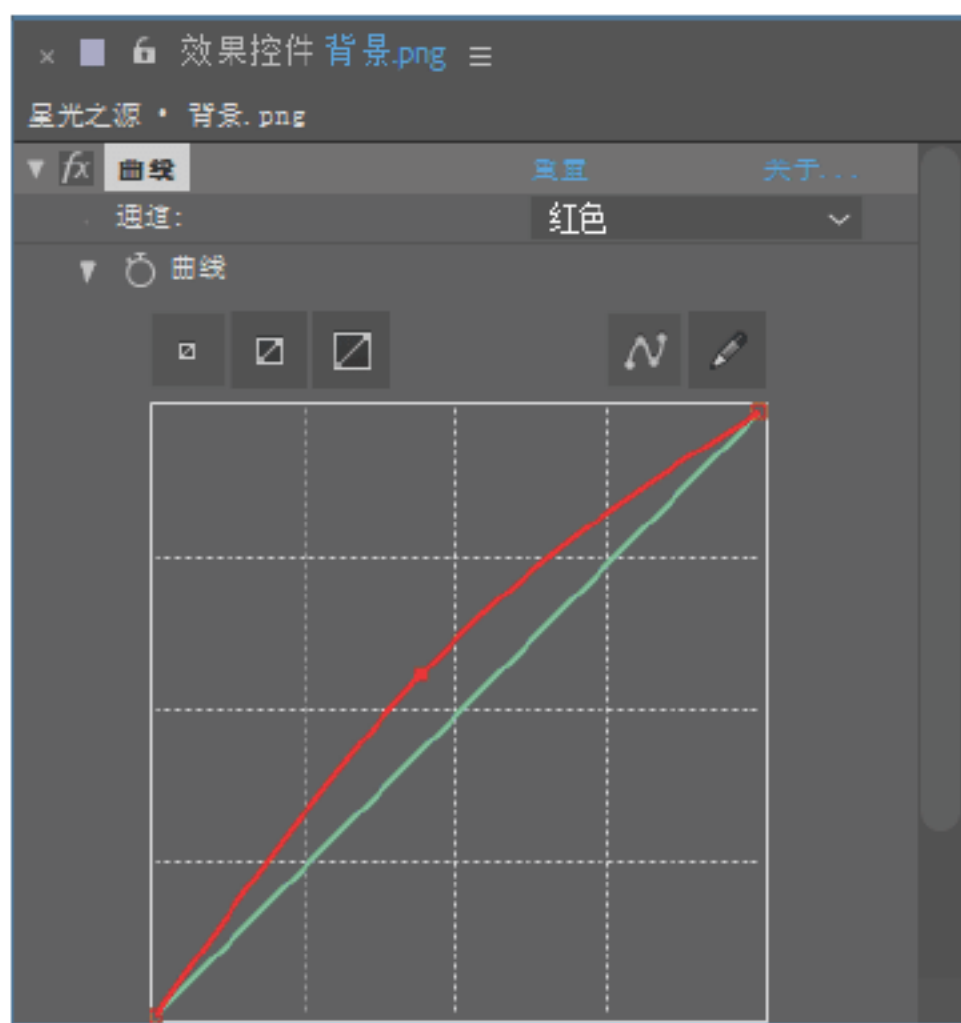 效果控件 背景.png
星光之源 • 背景.png
fx 曲线 重置 关于...
通道: 红色
曲线